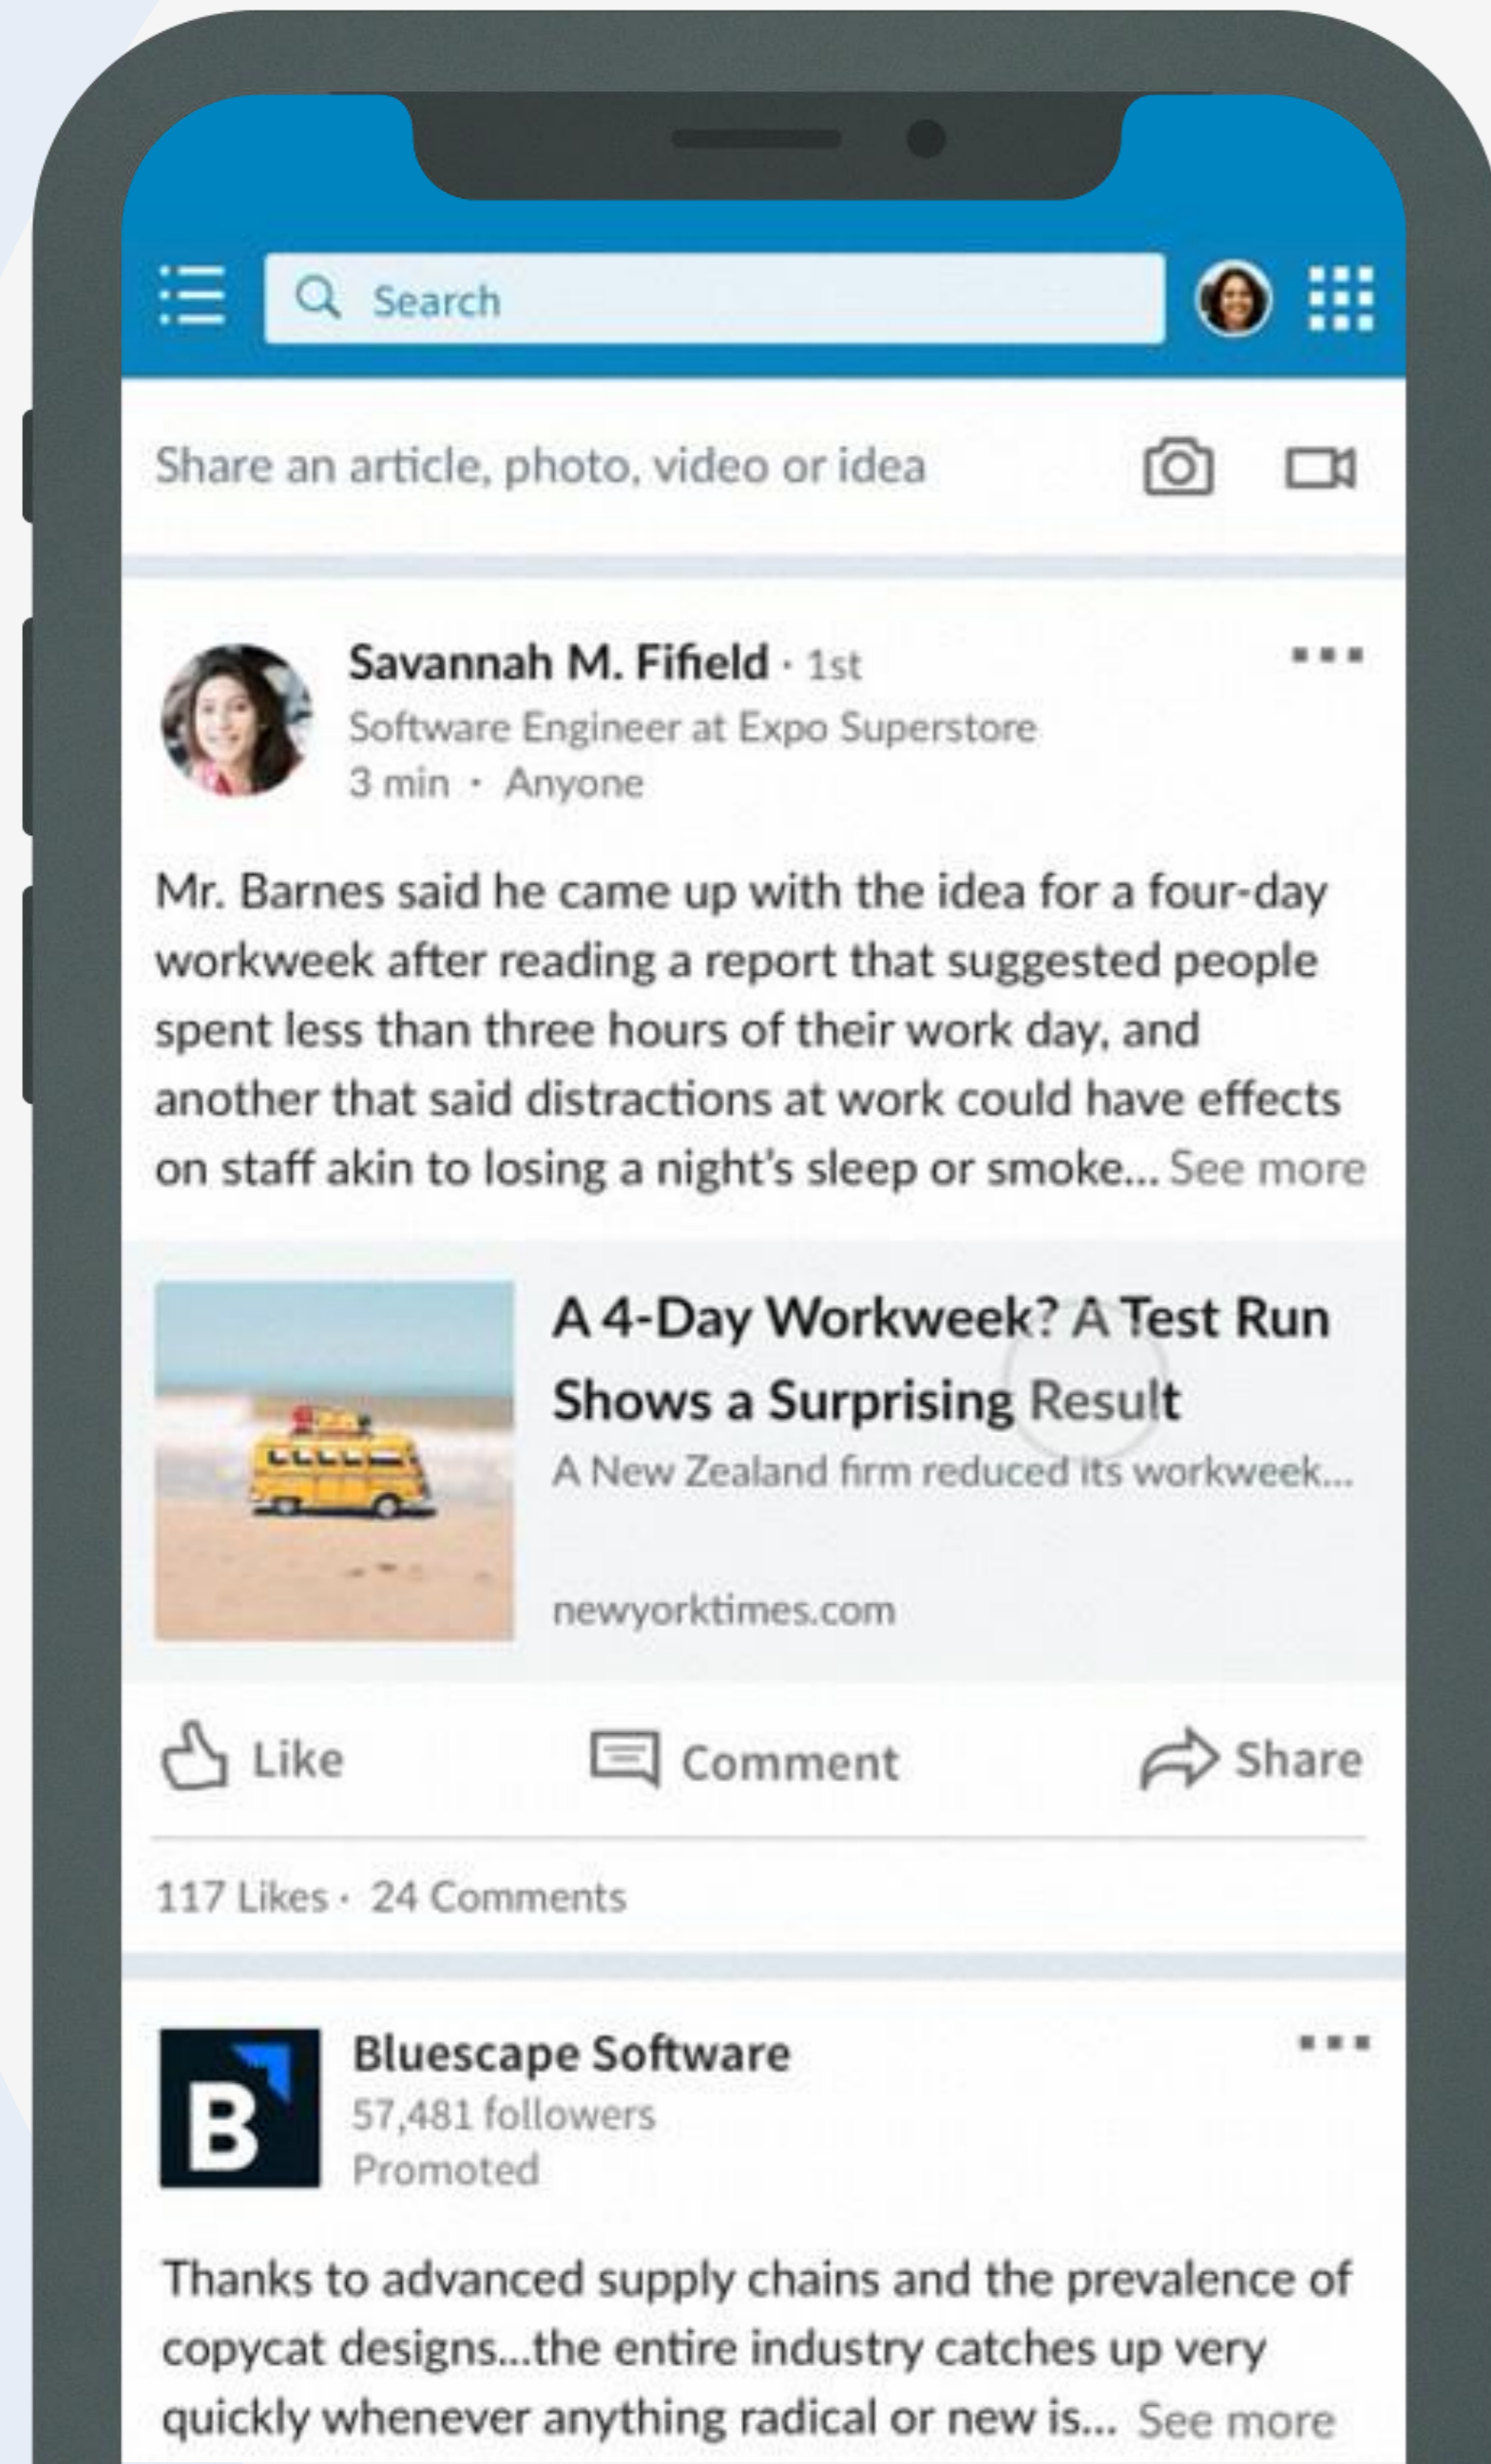 Search
Share an article, photo, video or idea
Savannah M. Fifield · 1st
Software Engineer at Expo Superstore
3 min · Anyone
Mr. Barnes said he came up with the idea for a four-day
workweek after reading a report that suggested people
spent less than three hours of their work day, and
another that said distractions at work could have effects
on staff akin to losing a night's sleep or smoke... See more
A 4-Day Workweek? A Test Run
Shows a Surprising Result
A New Zealand firm reduced its workweek...
newyorktimes.com
Like Comment Share
117 Likes · 24 Comments
B
Bluescape Software
57,481 followers
Promoted
Thanks to advanced supply chains and the prevalence of
copycat designs...the entire industry catches up very
quickly whenever anything radical or new is... See more